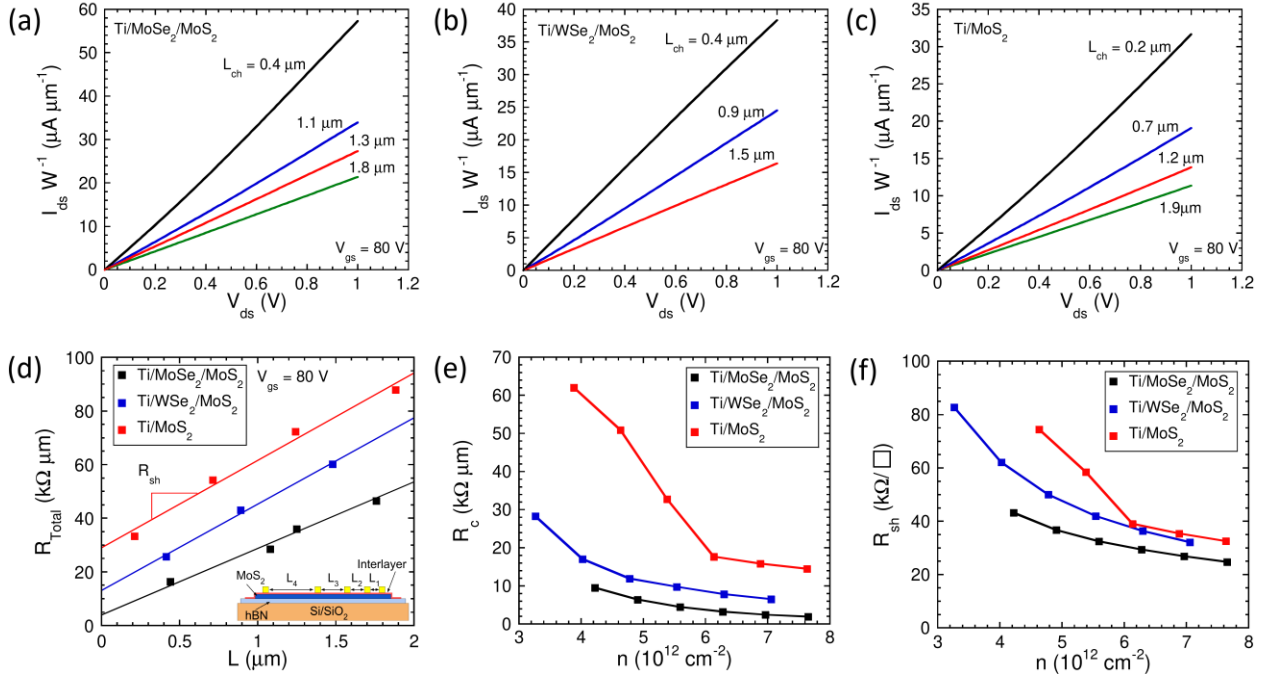 (a)
Ti/MoSe2/MoS2
Lch = 0.4 µm
1.1 µm
1.3 µm
1.8 µm
Vgs = 80 V
Ids W-1 (µA µm-1)
60
50
40
30
20
10
0
0 0.2 0.4 0.6 0.8 1 1.2
Vds (V)
(b)
Ti/WSe2/MoS2
Lch = 0.4 µm
0.9 µm
1.5 µm
Vgs = 80 V
Ids W-1 (µA µm-1)
40
35
30
25
20
15
10
5
0
0 0.2 0.4 0.6 0.8 1 1.2
Vds (V)
(c)
Ti/MoS2
Lch = 0.2 µm
0.7 µm
1.2 µm
1.9µm
Vgs = 80 V
Ids W-1 (µA µm-1)
40
35
30
25
20
15
10
5
0
0 0.2 0.4 0.6 0.8 1 1.2
Vds (V)
(d)
Ti/MoSe2/MoS2
Ti/WSe2/MoS2
Ti/MoS2
Vgs = 80 V
Rsh
RTotal (kΩ µm)
100
80
60
40
20
0
MoS2
L4
L3
L2
L1
Interlayer
hBN
Si/SiO2
0 0.5 1 1.5 2
L (µm)
(e)
Ti/MoSe2/MoS2
Ti/WSe2/MoS2
Ti/MoS2
Rc (kΩ µm)
70
60
50
40
30
20
10
0
3 4 5 6 7 8
n (10^12 cm-2)
(f)
Ti/MoSe2/MoS2
Ti/WSe2/MoS2
Ti/MoS2
Rsh (kΩ/□)
100
80
60
40
20
0
3 4 5 6 7 8
n (10^12 cm-2)